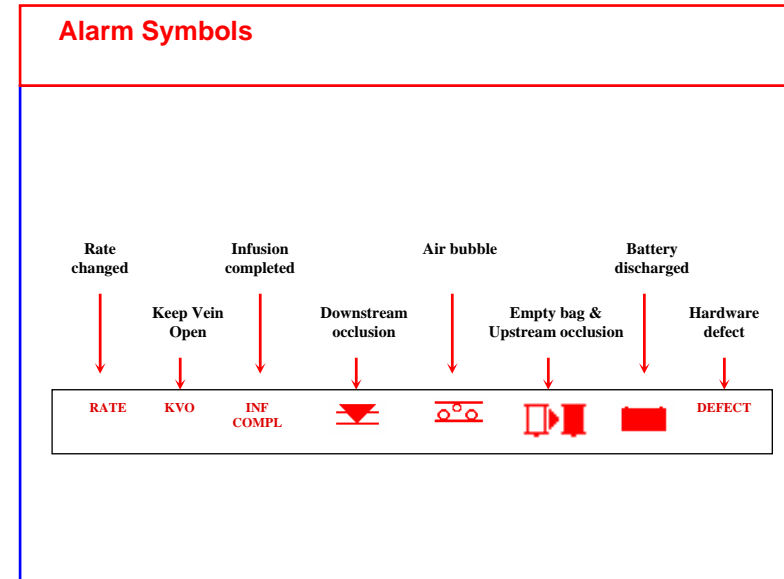 Alarm Symbols
Rate
changed
Infusion
completed
Air bubble
Battery
discharged
Keep Vein
Open
Downstream
occlusion
Empty bag &
Upstream occlusion
Hardware
defect
RATE
KVO
INF
COMPL
DEFECT